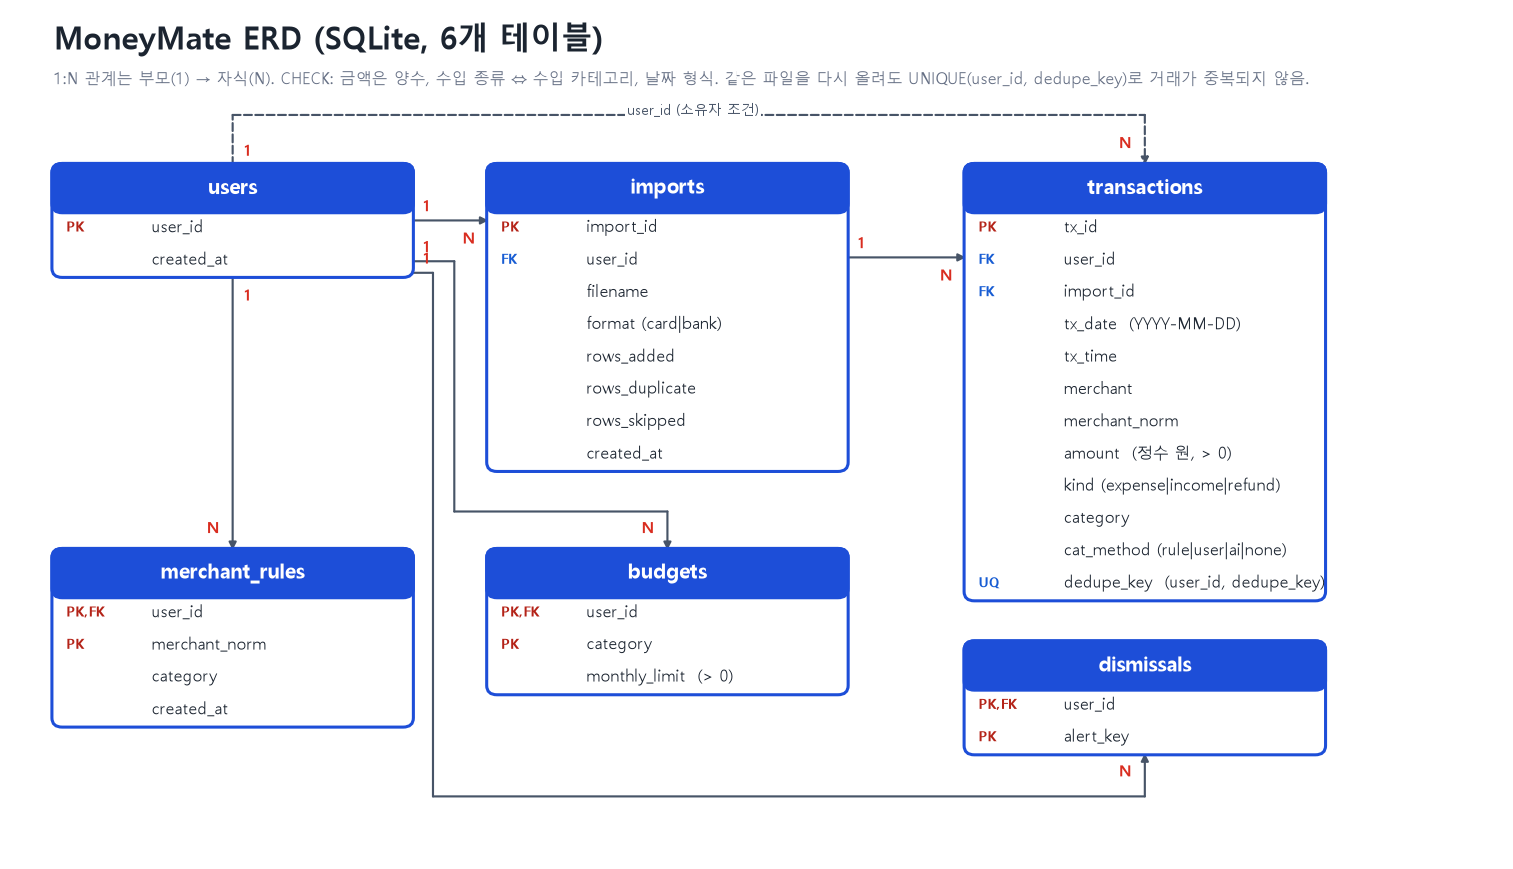 MoneyMate ERD (SQLite, 6개 테이블)
1:N 관계는 부모(1) → 자식(N). CHECK: 금액은 양수, 수입 종류 ⇔ 수입 카테고리, 날짜 형식. 같은 파일을 다시 올려도 UNIQUE(user_id, dedupe_key)로 거래가 중복되지 않음.
user_id (소유자 조건)
1
N
users
PK user_id
created_at
1
N
1
1
1
imports
PK import_id
FK user_id
filename
format (card|bank)
rows_added
rows_duplicate
rows_skipped
created_at
1
N
transactions
PK tx_id
FK user_id
FK import_id
tx_date (YYYY-MM-DD)
tx_time
merchant
merchant_norm
amount (정수 원, > 0)
kind (expense|income|refund)
category
cat_method (rule|user|ai|none)
UQ dedupe_key (user_id, dedupe_key)
N
merchant_rules
PK,FK user_id
PK merchant_norm
category
created_at
N
budgets
PK,FK user_id
PK category
monthly_limit (> 0)
dismissals
PK,FK user_id
PK alert_key
N